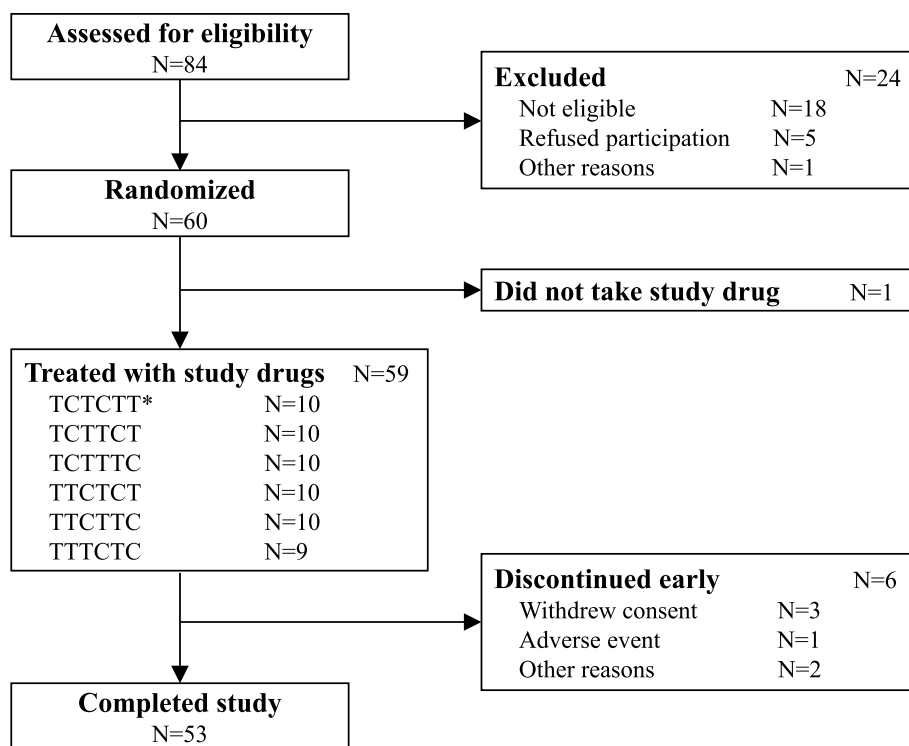 Assessed for eligibility
N=84
Excluded N=24
Not eligible N=18
Refused participation N=5
Other reasons N=1
Randomized
N=60
Did not take study drug N=1
Treated with study drugs N=59
TCTCTT* N=10
TCTTCT N=10
TCTTTC N=10
TTCTCT N=10
TTCTTC N=10
TTTCTC N=9
Discontinued early N=6
Withdrew consent N=3
Adverse event N=1
Other reasons N=2
Completed study
N=53